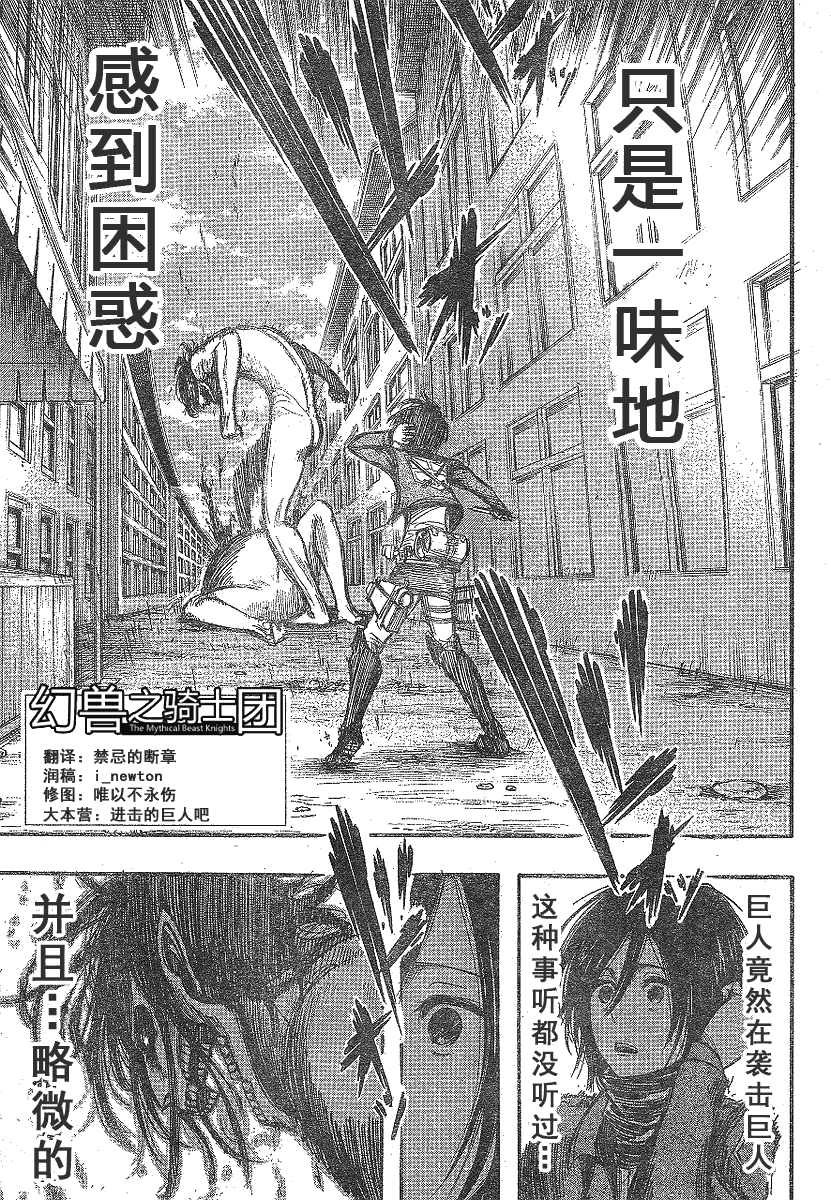 只是一味地
感到困惑
幻兽之骑士团
The Mythical Beast Knights
翻译：禁忌的断章
润稿：i_newton
修图：唯以不永伤
大本营：进击的巨人吧
巨人竟然在袭击巨人
这种事听都没听过…
并且…略微的